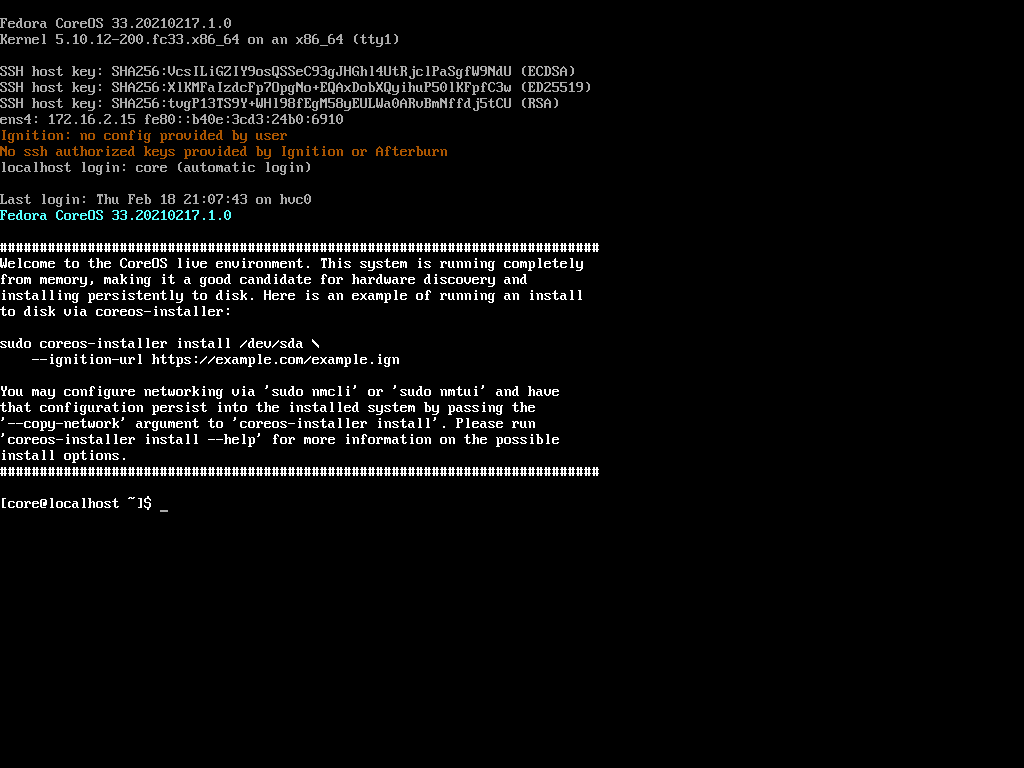 Fedora CoreOS 33.20210217.1.0
Kernel 5.10.12-200.fc33.x86_64 on an x86_64 (tty1)
SSH host key: SHA256:VcsILiGZIY9osQSSeC93gJHGhl4UtRjclPaSgfW9NdU (ECDSA)
SSH host key: SHA256:XlKMFaIzdcFp7OpgNo+EQAxDobXQyihuP50lKFpfC3w (ED25519)
SSH host key: SHA256:tvgP13TS9Y+WHl98fEgM58yEULWa0ARvBmNffdj5tCU (RSA)
ens4: 172.16.2.15 fe80::b40e:3cd3:24b0:6910
Ignition: no config provided by user
No ssh authorized keys provided by Ignition or Afterburn
localhost login: core (automatic login)
Last login: Thu Feb 18 21:07:43 on hvc0
Fedora CoreOS 33.20210217.1.0
###########################################################################
Welcome to the CoreOS live environment. This system is running completely
from memory, making it a good candidate for hardware discovery and
installing persistently to disk. Here is an example of running an install
to disk via coreos-installer:
sudo coreos-installer install /dev/sda \
    --ignition-url https://example.com/example.ign
You may configure networking via 'sudo nmcli' or 'sudo nmtui' and have
that configuration persist into the installed system by passing the
'--copy-network' argument to 'coreos-installer install'. Please run
'coreos-installer install --help' for more information on the possible
install options.
###########################################################################
[core@localhost ~]$ _